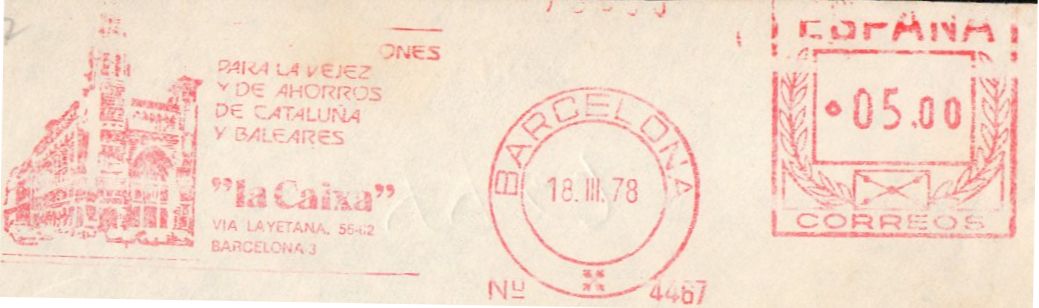 ONES
PARA LA VEJEZ
Y DE AHORROS
DE CATALUÑA
Y BALEARES
"la Caixa"
VIA LAYETANA, 56-62
BARCELONA 3
BARCELONA
18. III. 78
Nº 4467
ESPAÑA
05.00
CORREOS